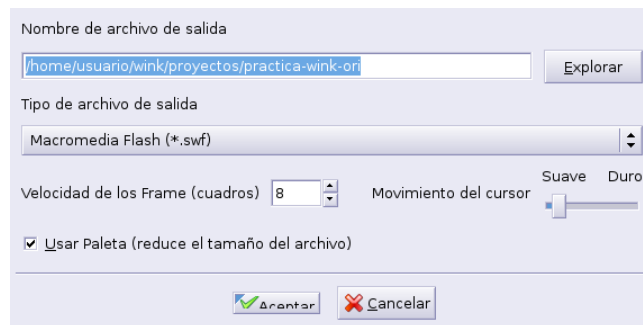 Nombre de archivo de salida
/home/usuario/wink/proyectos/practica-wink-ori
Explorar
Tipo de archivo de salida
Macromedia Flash (*.swf)
Velocidad de los Frame (cuadros) 8 Movimiento del cursor Suave Duro
Usar Paleta (reduce el tamaño del archivo)
Aceptar Cancelar